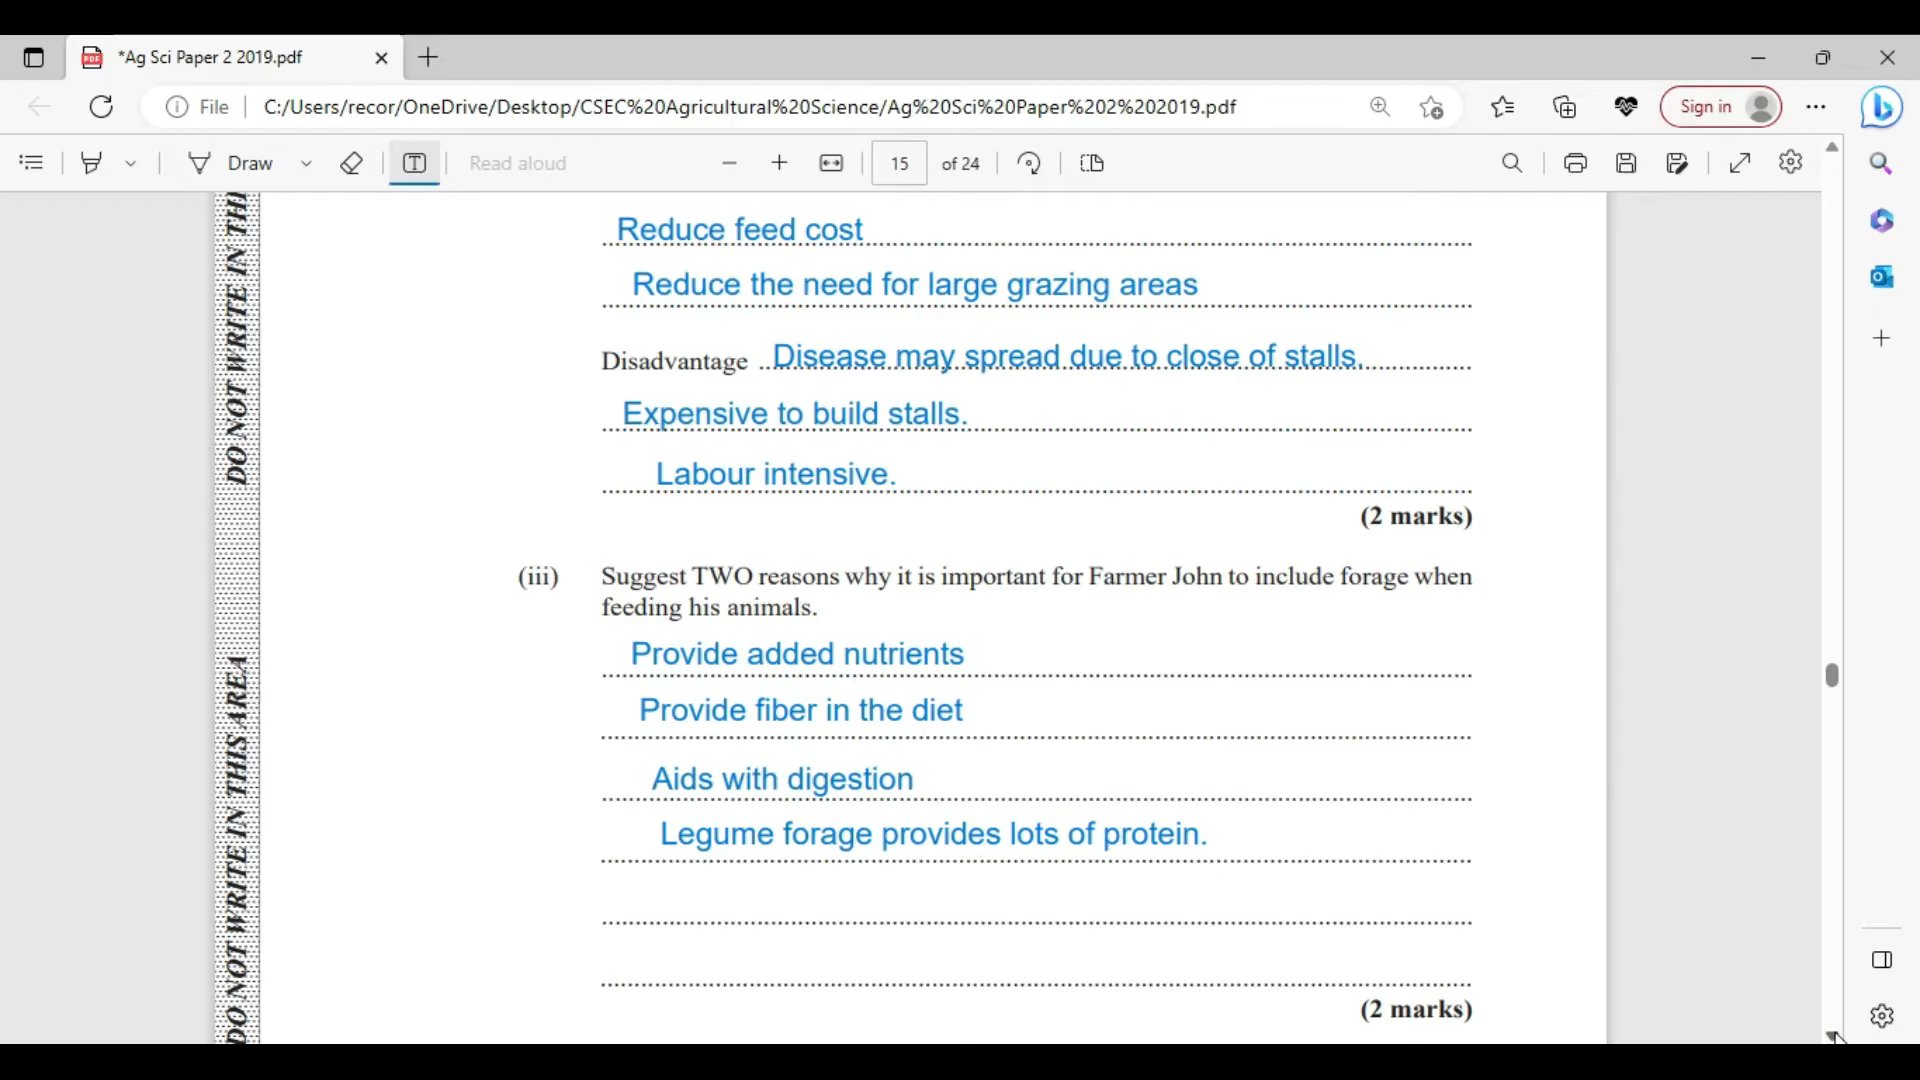 *Ag Sci Paper 2 2019.pdf
File C:/Users/recor/OneDrive/Desktop/CSEC%20Agricultural%20Science/Ag%20Sci%20Paper%202%202019.pdf Sign in
Draw Read aloud 15 of 24
Reduce feed cost
Reduce the need for large grazing areas
Disadvantage Disease may spread due to close of stalls.
Expensive to build stalls.
Labour intensive.
(2 marks)
(iii) Suggest TWO reasons why it is important for Farmer John to include forage when
feeding his animals.
Provide added nutrients
Provide fiber in the diet
Aids with digestion
Legume forage provides lots of protein.
(2 marks)
DO NOT WRITE IN THI
DO NOT WRITE IN THIS AREA